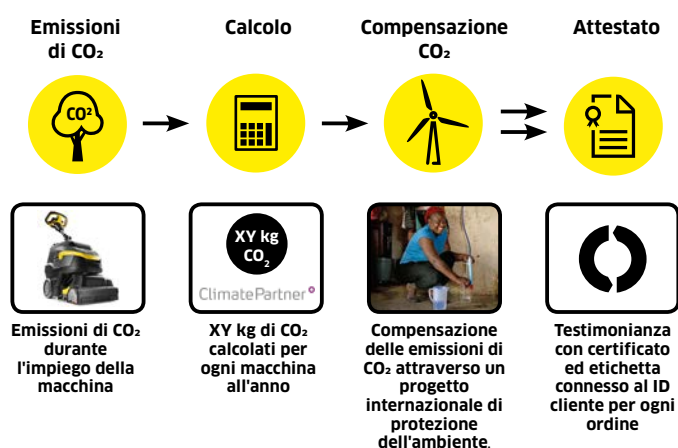 Emissioni
di CO₂
Calcolo
Compensazione
CO₂
Attestato
CO²
XY kg
CO₂
ClimatePartner°
Emissioni di CO₂
durante
l'impiego della
macchina
XY kg di CO₂
calcolati per
ogni macchina
all'anno
Compensazione
delle emissioni di
CO₂ attraverso un
progetto
internazionale di
protezione
dell'ambiente.
Testimonianza
con certificato
ed etichetta
connesso al ID
cliente per ogni
ordine